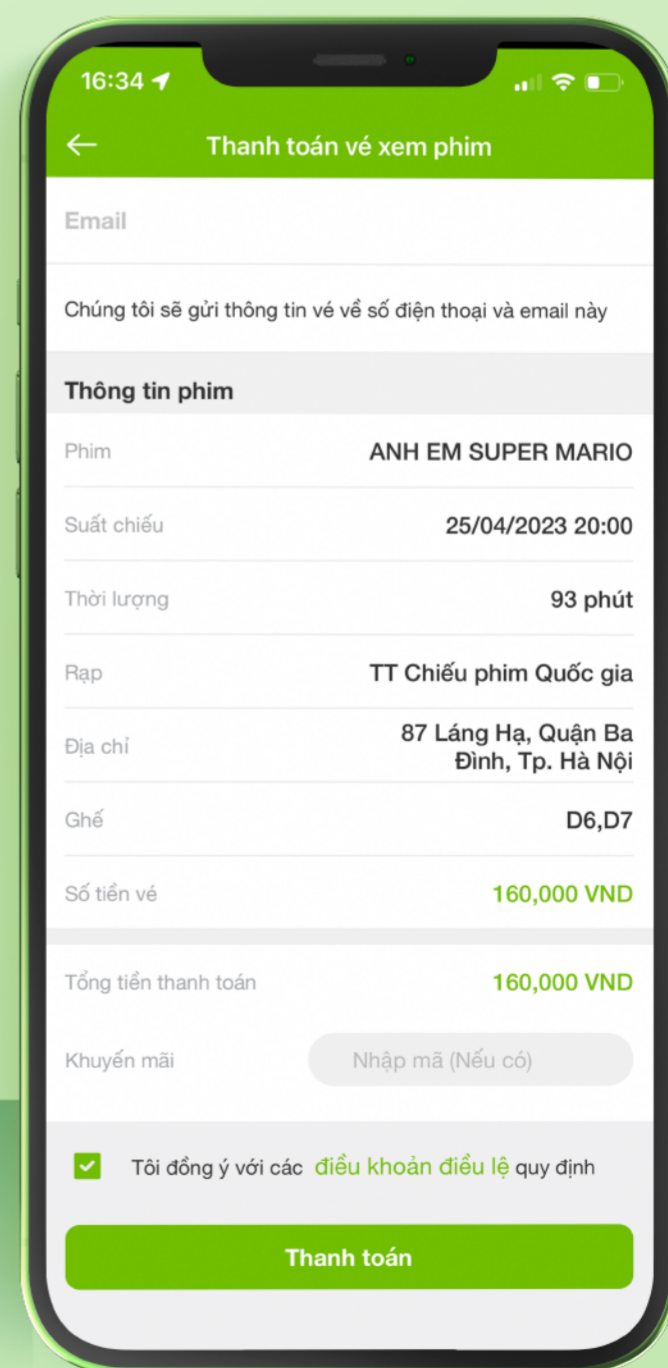 16:34
Thanh toán vé xem phim
Email
Chúng tôi sẽ gửi thông tin vé về số điện thoại và email này
Thông tin phim
Phim ANH EM SUPER MARIO
Suất chiếu 25/04/2023 20:00
Thời lượng 93 phút
Rạp TT Chiếu phim Quốc gia
Địa chỉ 87 Láng Hạ, Quận Ba
Đình, Tp. Hà Nội
Ghế D6,D7
Số tiền vé 160,000 VND
Tổng tiền thanh toán 160,000 VND
Khuyến mãi Nhập mã (Nếu có)
Tôi đồng ý với các điều khoản điều lệ quy định
Thanh toán